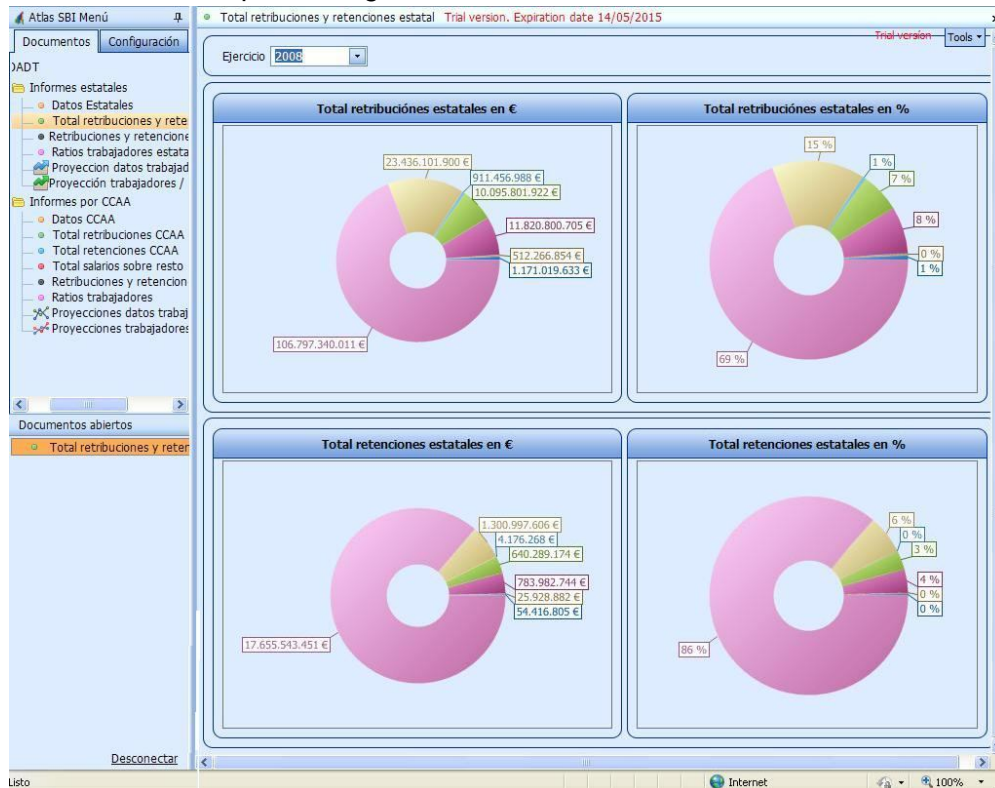 Atlas SBI Menú
Total retribuciones y retenciones estatal Trial version. Expiration date 14/05/2015
Documentos Configuración
Trial version Tools
Ejercicio 2008
DADT
Informes estatales
Datos Estatales
Total retribuciones y rete
Retribuciones y retencione
Ratios trabajadores estata
Proyeccion datos trabajad
Proyección trabajadores /
Informes por CCAA
Datos CCAA
Total retribuciones CCAA
Total retenciones CCAA
Total salarios sobre resto
Retribuciones y retencion
Ratios trabajadores
Proyecciones datos trabaj
Proyecciones trabajadores
Documentos abiertos
Total retribuciones y reter
Desconectar
Total retribuciónes estatales en €
23.436.101.900 €
911.456.988 €
10.095.801.922 €
11.820.800.705 €
512.266.854 €
1.171.019.633 €
106.797.340.011 €
Total retribuciónes estatales en %
15 %
1 %
7 %
8 %
0 %
1 %
69 %
Total retenciones estatales en €
1.300.997.606 €
4.176.268 €
640.289.174 €
783.982.744 €
25.928.882 €
54.416.805 €
17.655.543.451 €
Total retenciones estatales en %
6 %
0 %
3 %
4 %
0 %
0 %
86 %
Listo
Internet
100%